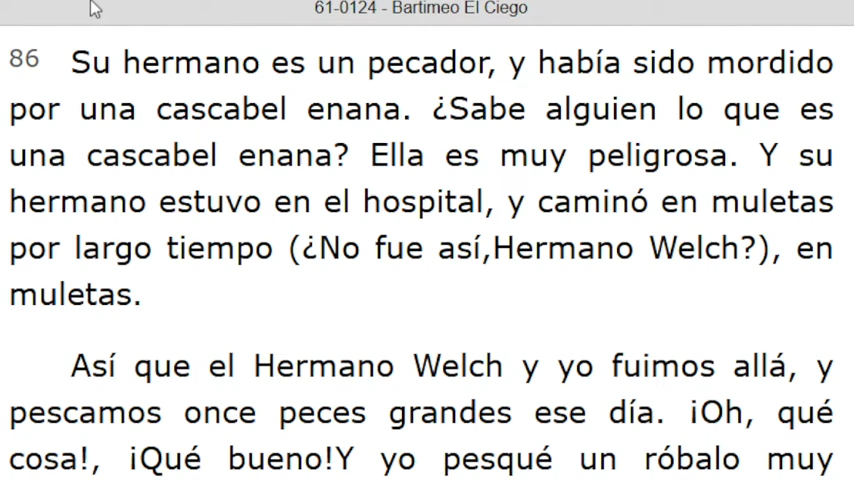 61-0124 - Bartimeo El Ciego
86 Su hermano es un pecador, y había sido mordido
por una cascabel enana. ¿Sabe alguien lo que es
una cascabel enana? Ella es muy peligrosa. Y su
hermano estuvo en el hospital, y caminó en muletas
por largo tiempo (¿No fue así,Hermano Welch?), en
muletas.
Así que el Hermano Welch y yo fuimos allá, y
pescamos once peces grandes ese día. ¡Oh, qué
cosa!, ¡Qué bueno!Y yo pesqué un róbalo muy